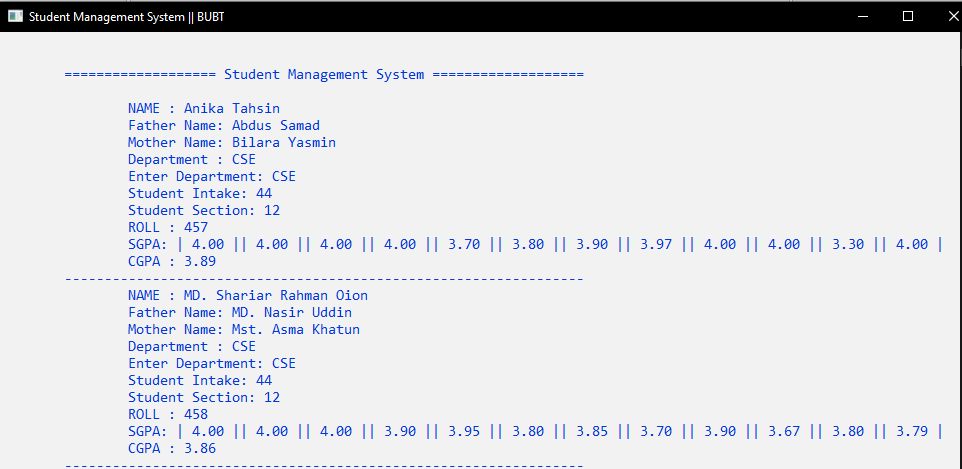 Student Management System || BUBT
=================== Student Management System ===================
NAME : Anika Tahsin
Father Name: Abdus Samad
Mother Name: Bilara Yasmin
Department : CSE
Enter Department: CSE
Student Intake: 44
Student Section: 12
ROLL : 457
SGPA: | 4.00 || 4.00 || 4.00 || 4.00 || 3.70 || 3.80 || 3.90 || 3.97 || 4.00 || 4.00 || 3.30 || 4.00 |
CGPA : 3.89
-----------------------------------------------------------------
NAME : MD. Shariar Rahman Oion
Father Name: MD. Nasir Uddin
Mother Name: Mst. Asma Khatun
Department : CSE
Enter Department: CSE
Student Intake: 44
Student Section: 12
ROLL : 458
SGPA: | 4.00 || 4.00 || 4.00 || 3.90 || 3.95 || 3.80 || 3.85 || 3.70 || 3.90 || 3.67 || 3.80 || 3.79 |
CGPA : 3.86
-----------------------------------------------------------------